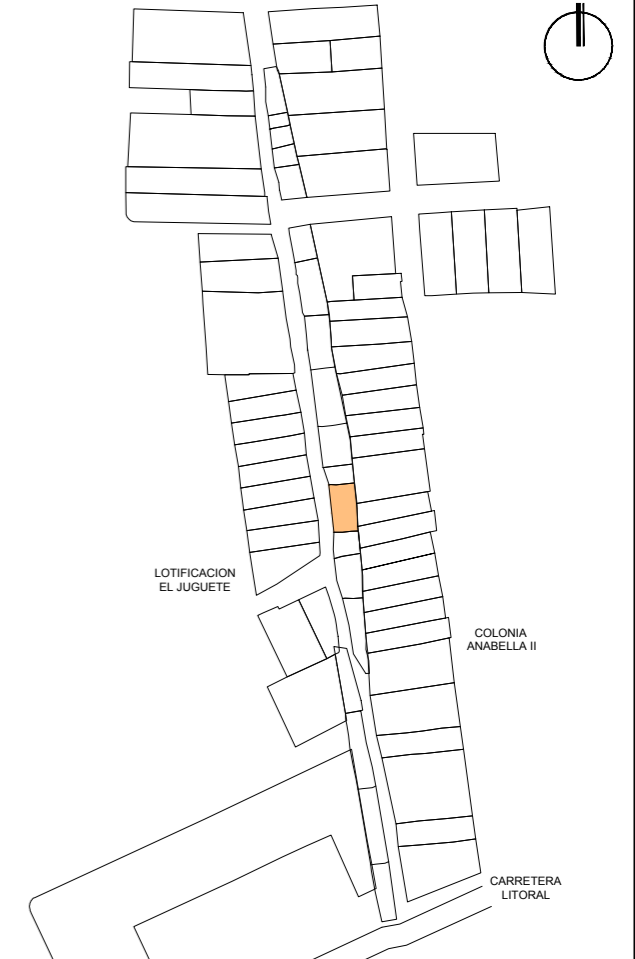 LOTIFICACION
EL JUGUETE
COLONIA
ANABELLA II
CARRETERA
LITORAL